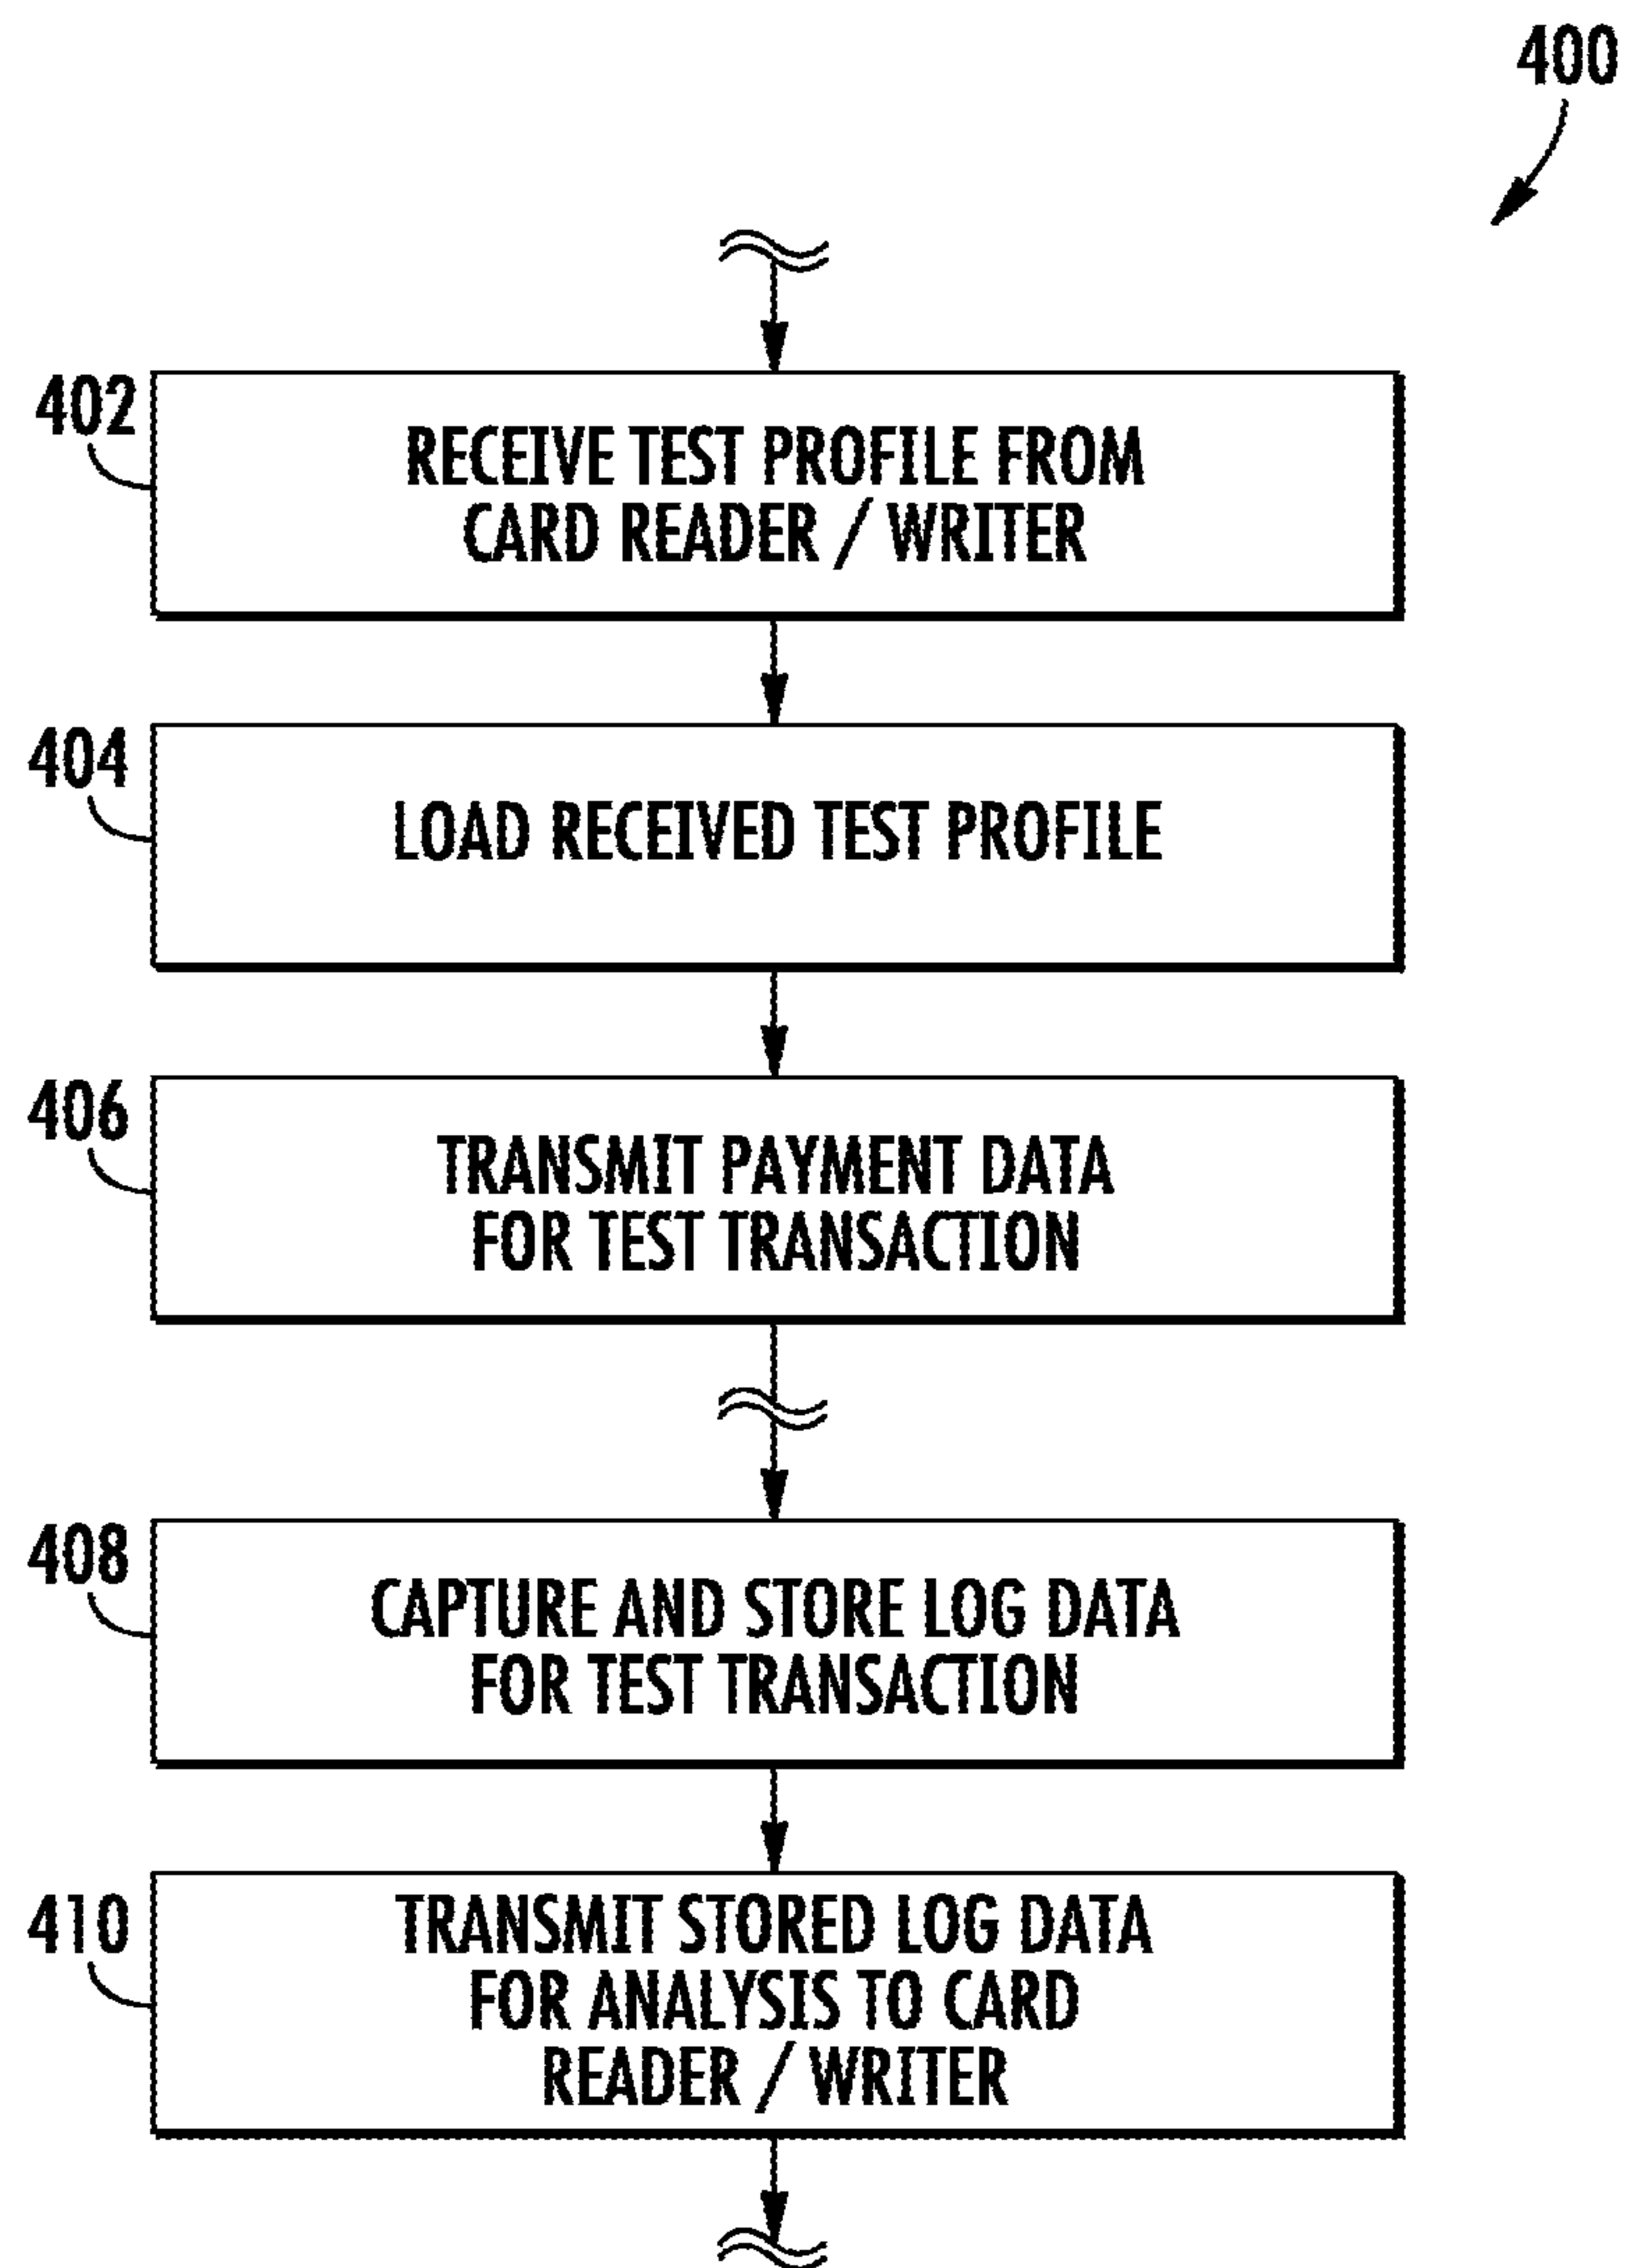 400
402
RECEIVE TEST PROFILE FROM
CARD READER / WRITER
404
LOAD RECEIVED TEST PROFILE
406
TRANSMIT PAYMENT DATA
FOR TEST TRANSACTION
408
CAPTURE AND STORE LOG DATA
FOR TEST TRANSACTION
410
TRANSMIT STORED LOG DATA
FOR ANALYSIS TO CARD
READER / WRITER